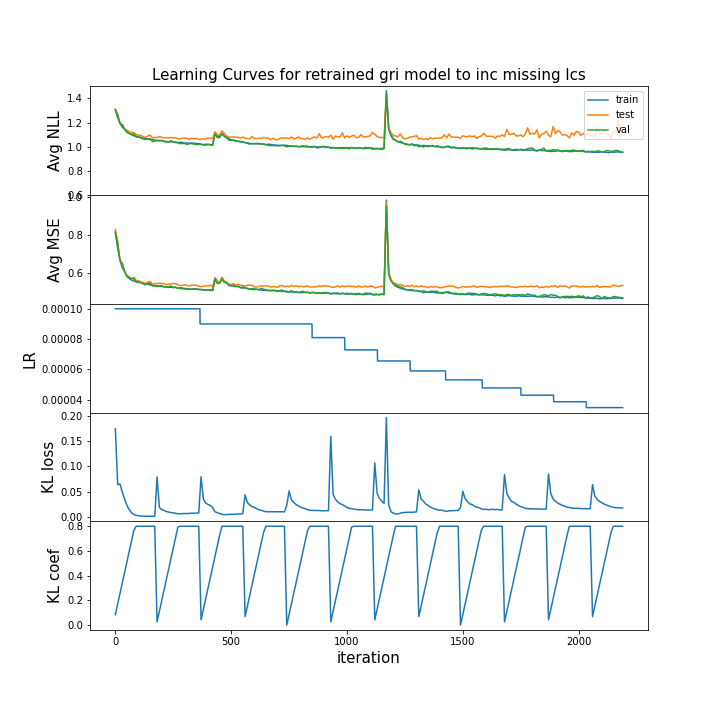 Learning Curves for retrained gri model to inc missing lcs
train
test
val
Avg NLL
1.4
1.2
1.0
0.8
0.6
Avg MSE
1.0
0.8
0.6
LR
0.00010
0.00008
0.00006
0.00004
KL loss
0.20
0.15
0.10
0.05
0.00
KL coef
0.8
0.6
0.4
0.2
0.0
0 500 1000 1500 2000
iteration